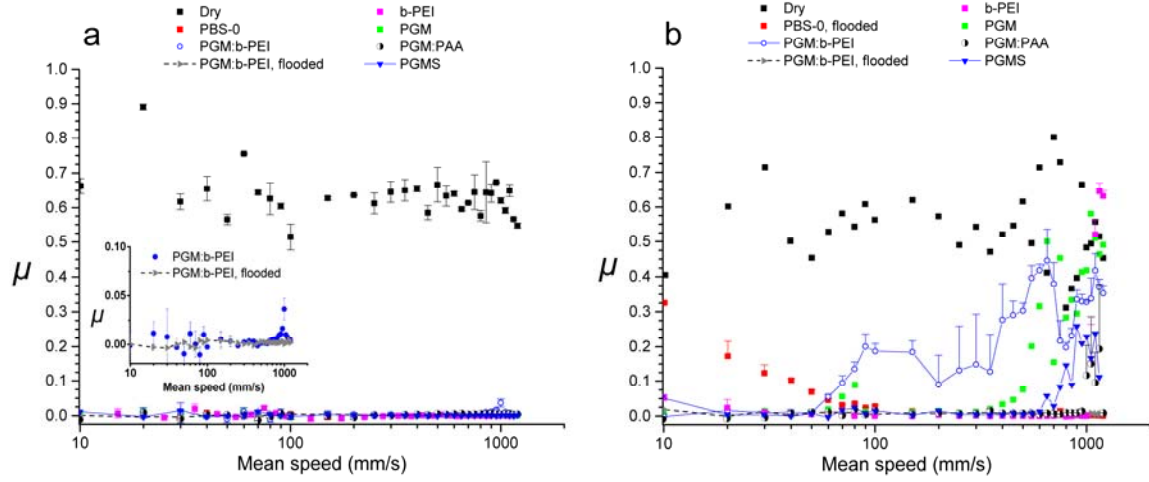 Dry
b-PEI
PBS-0
PGM
PGM:b-PEI
PGM:PAA
PGM:b-PEI, flooded
PGMS
a
1.0
0.9
0.8
0.7
0.6
0.5
0.4
0.3
0.2
0.1
0.0
μ
10
100
1000
Mean speed (mm/s)
0.10
0.05
0.00
μ
PGM:b-PEI
PGM:b-PEI, flooded
10
100
1000
Mean speed (mm/s)
Dry
b-PEI
PBS-0, flooded
PGM
PGM:b-PEI
PGM:PAA
PGM:b-PEI, flooded
PGMS
b
1.0
0.9
0.8
0.7
0.6
0.5
0.4
0.3
0.2
0.1
0.0
μ
10
100
1000
Mean speed (mm/s)